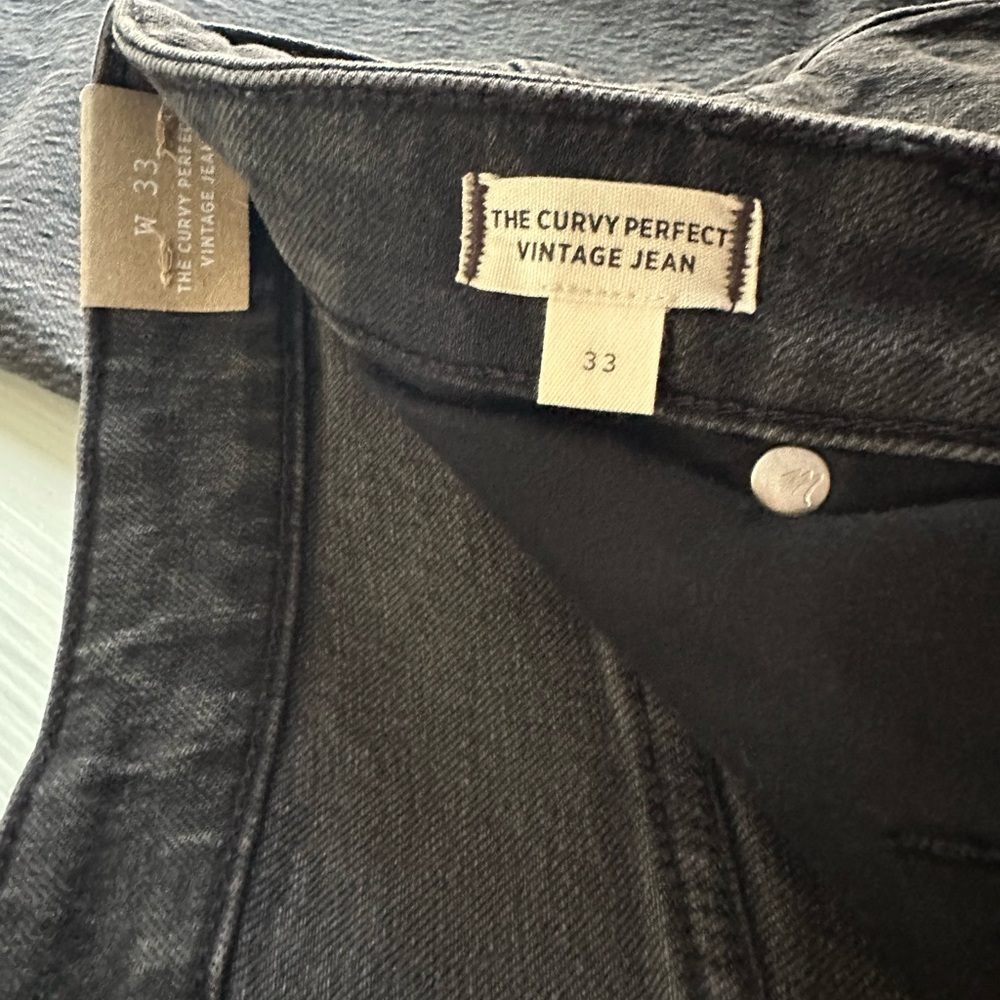 W 33
THE CURVY PERFECT
VINTAGE JEAN
THE CURVY PERFECT
VINTAGE JEAN
33
M